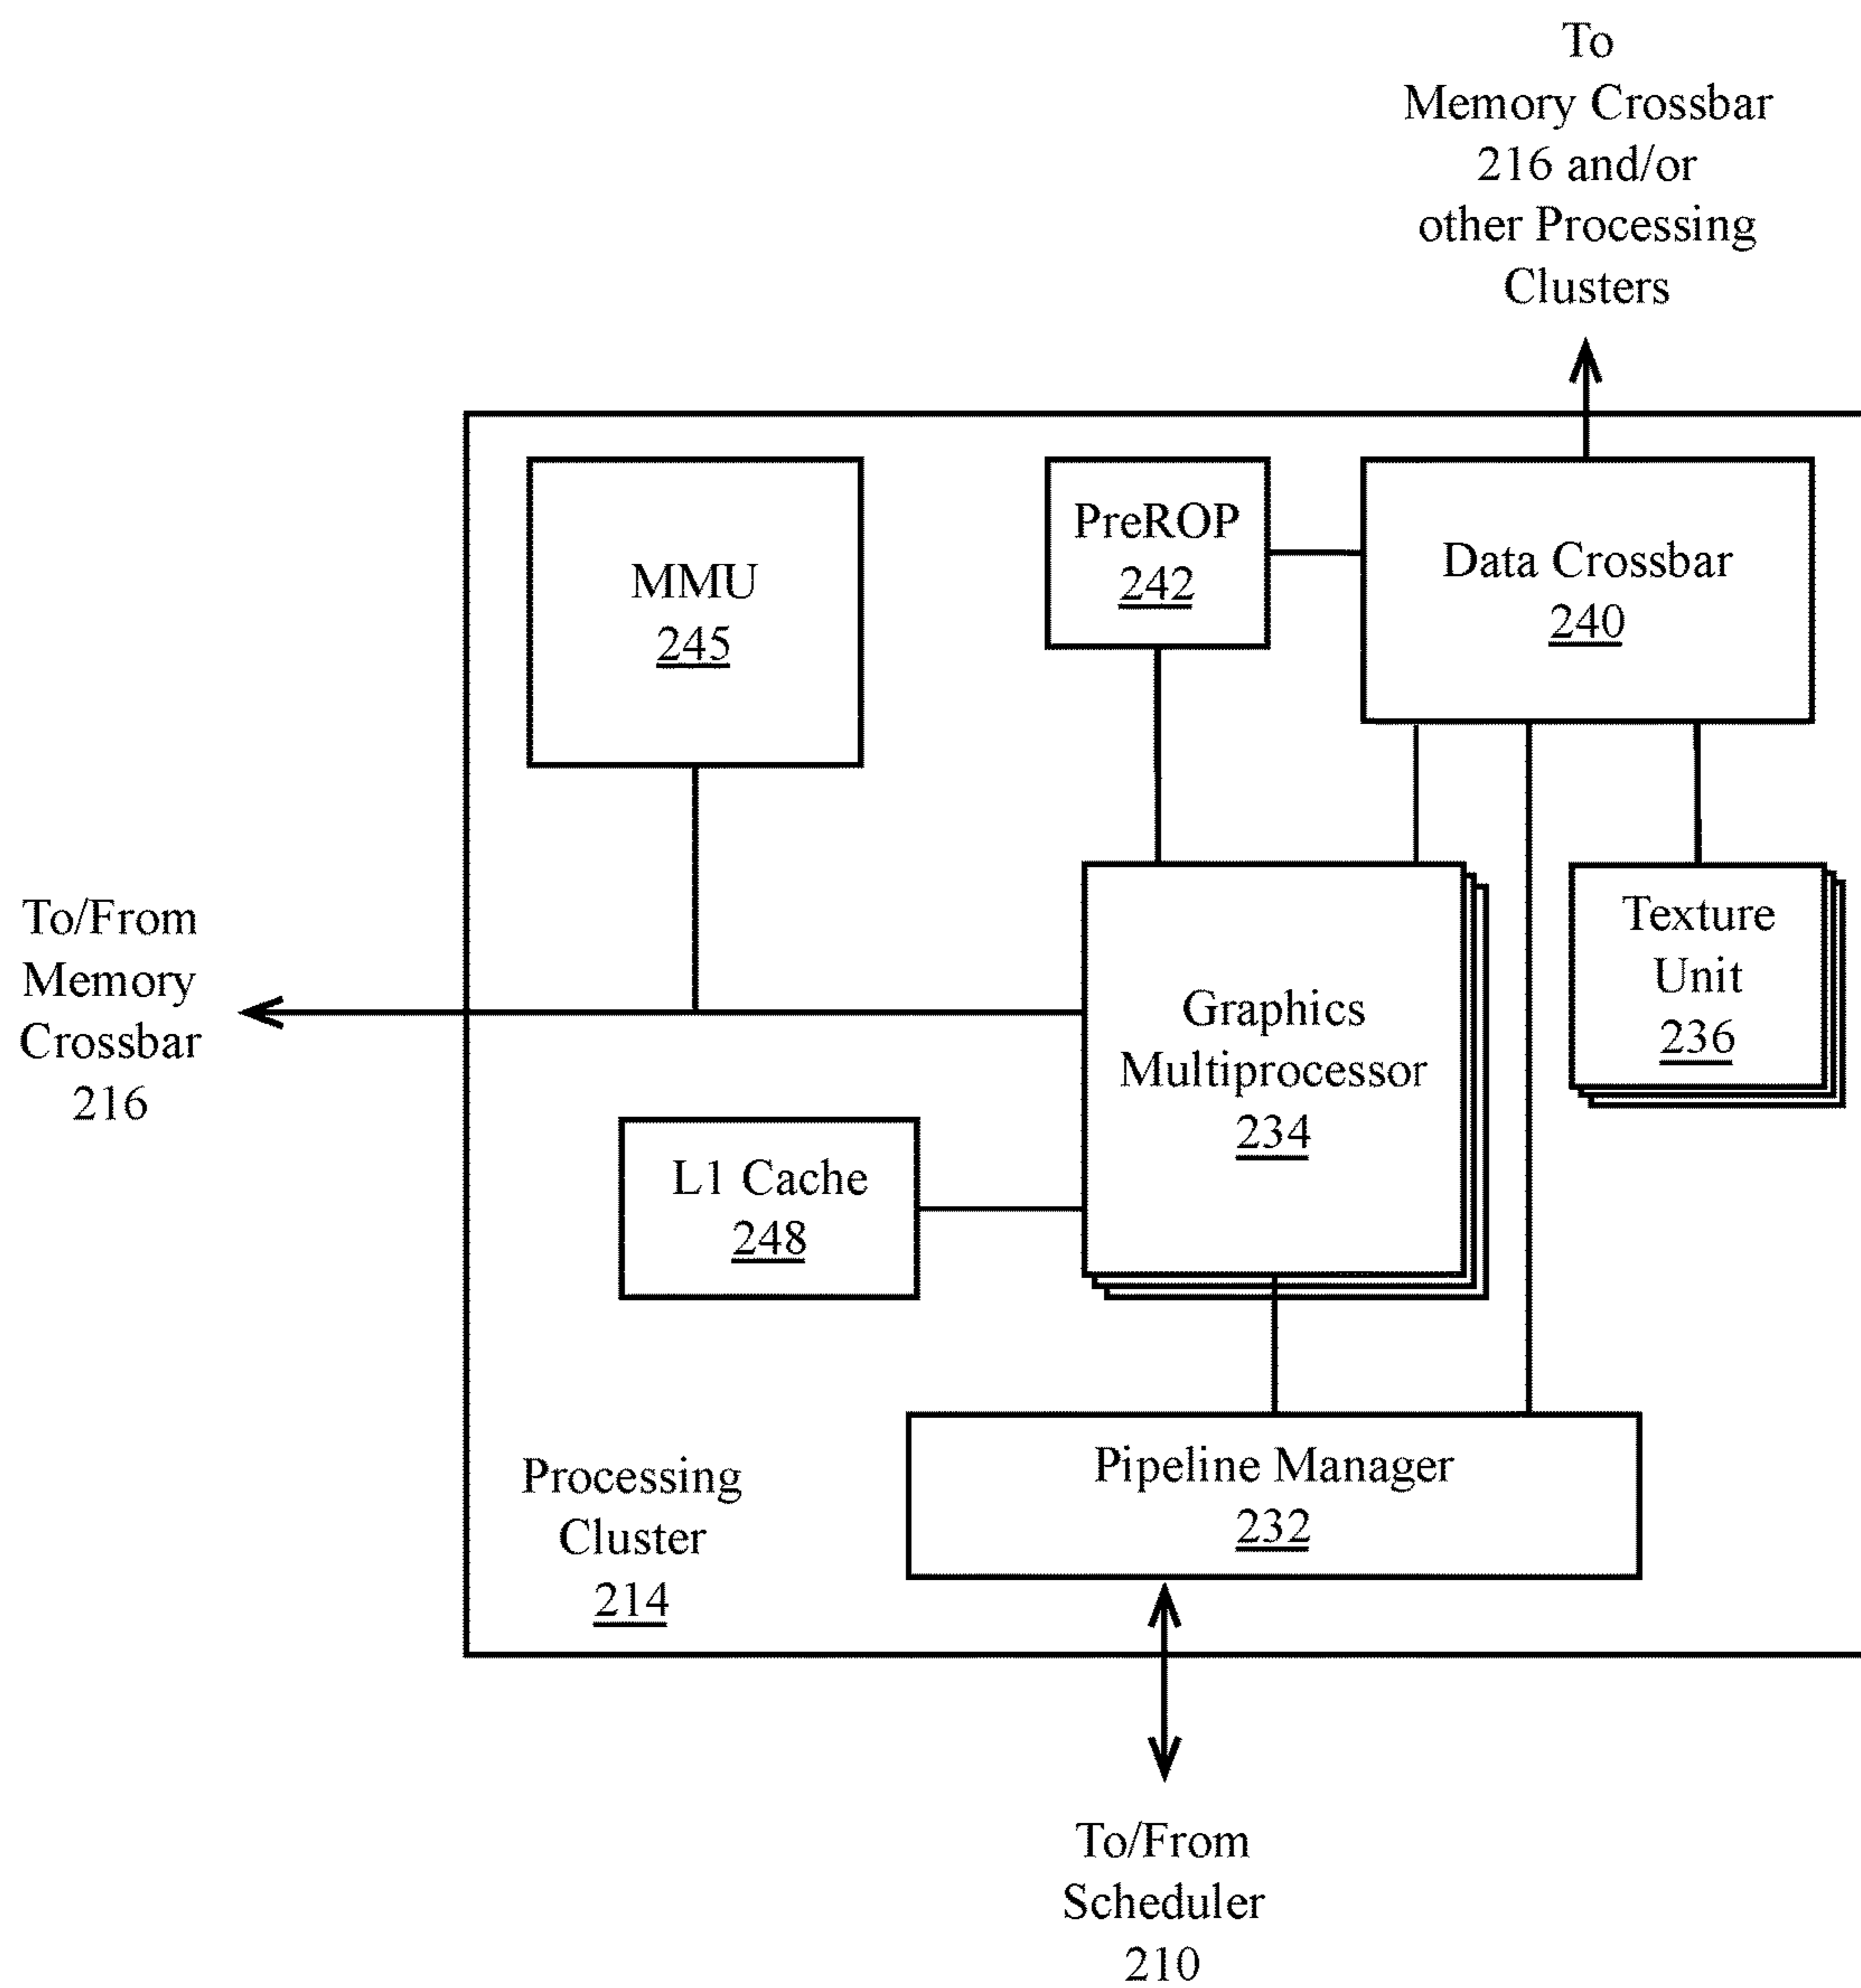 To
Memory Crossbar
216 and/or
other Processing
Clusters
MMU
245
PreROP
242
Data Crossbar
240
To/From
Memory
Crossbar
216
Graphics
Multiprocessor
234
Texture
Unit
236
L1 Cache
248
Processing
Cluster
214
Pipeline Manager
232
To/From
Scheduler
210